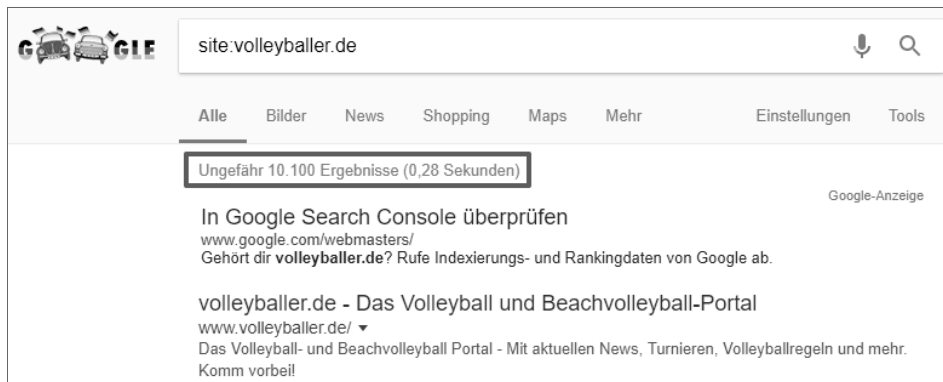 GOOGLE
site:volleyballer.de
Alle Bilder News Shopping Maps Mehr Einstellungen Tools
Ungefähr 10.100 Ergebnisse (0,28 Sekunden)
Google-Anzeige
In Google Search Console überprüfen
www.google.com/webmasters/
Gehört dir volleyballer.de? Rufe Indexierungs- und Rankingdaten von Google ab.
volleyballer.de - Das Volleyball und Beachvolleyball-Portal
www.volleyballer.de/
Das Volleyball- und Beachvolleyball Portal - Mit aktuellen News, Turnieren, Volleyballregeln und mehr.
Komm vorbei!